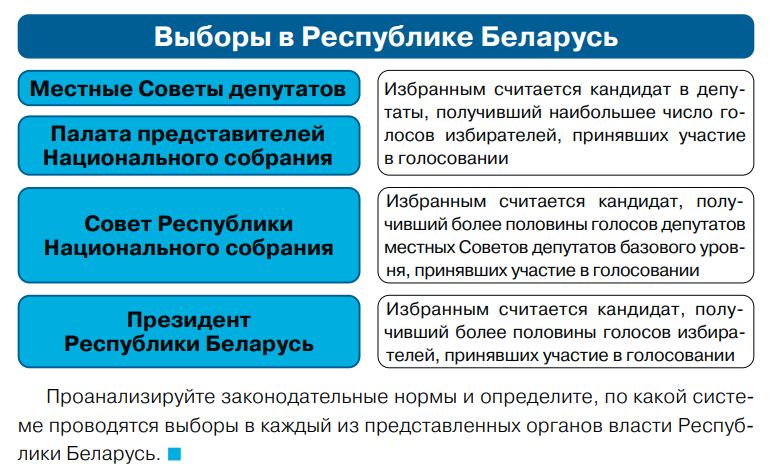 Выборы в Республике Беларусь
Местные Советы депутатов
Палата представителей
Национального собрания
Избранным считается кандидат в депу-
таты, получивший наибольшее число го-
лосов избирателей, принявших участие
в голосовании
Совет Республики
Национального собрания
Избранным считается кандидат, полу-
чивший более половины голосов депутатов
местных Советов депутатов базового уров-
ня, принявших участие в голосовании
Президент
Республики Беларусь
Избранным считается кандидат, полу-
чивший более половины голосов избира-
телей, принявших участие в голосовании
Проанализируйте законодательные нормы и определите, по какой систе-
ме проводятся выборы в каждый из представленных органов власти Респуб-
лики Беларусь.